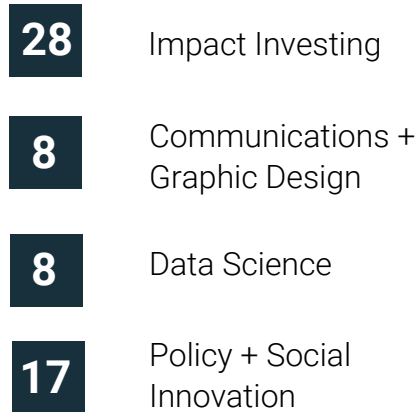 28 Impact Investing
8 Communications +
Graphic Design
8 Data Science
17 Policy + Social
Innovation